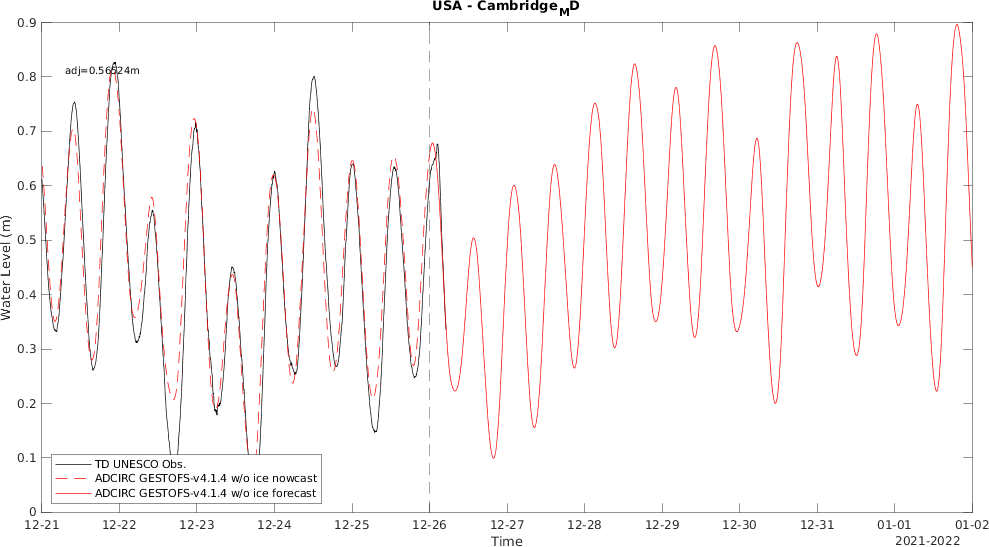 USA - Cambridge_MD
adj=0.56524m
Water Level (m)
0.9
0.8
0.7
0.6
0.5
0.4
0.3
0.2
0.1
0
TD UNESCO Obs.
ADCIRC GESTOFS-v4.1.4 w/o ice nowcast
ADCIRC GESTOFS-v4.1.4 w/o ice forecast
12-21 12-22 12-23 12-24 12-25 12-26 12-27 12-28 12-29 12-30 12-31 01-01 01-02
Time
2021-2022